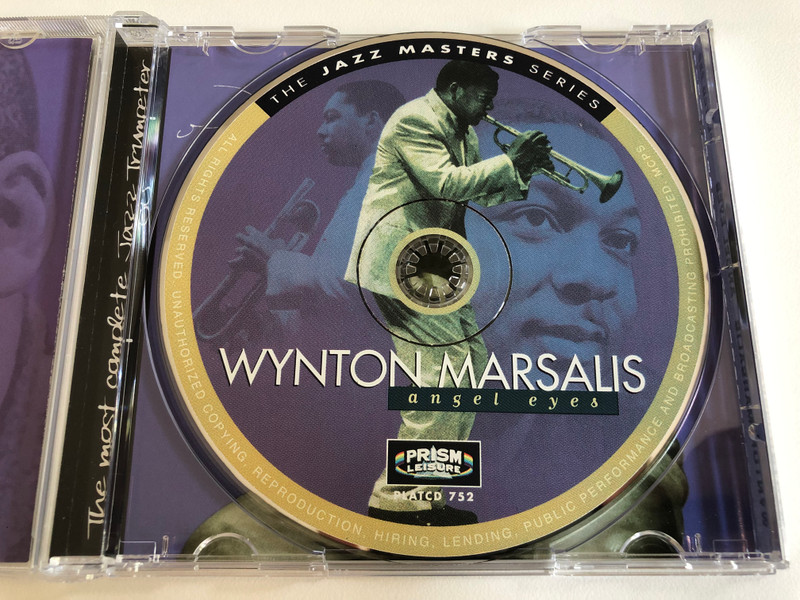 The most complete Jazz Trumpeter
THE JAZZ MASTERS SERIES
WYNTON MARSALIS
angel eyes
PRISM
LEISURE
PLATCD 752
ALL RIGHTS RESERVED UNAUTHORIZED COPYING, REPRODUCTION, HIRING, LENDING, PUBLIC PERFORMANCE AND BROADCASTING PROHIBITED MCPS